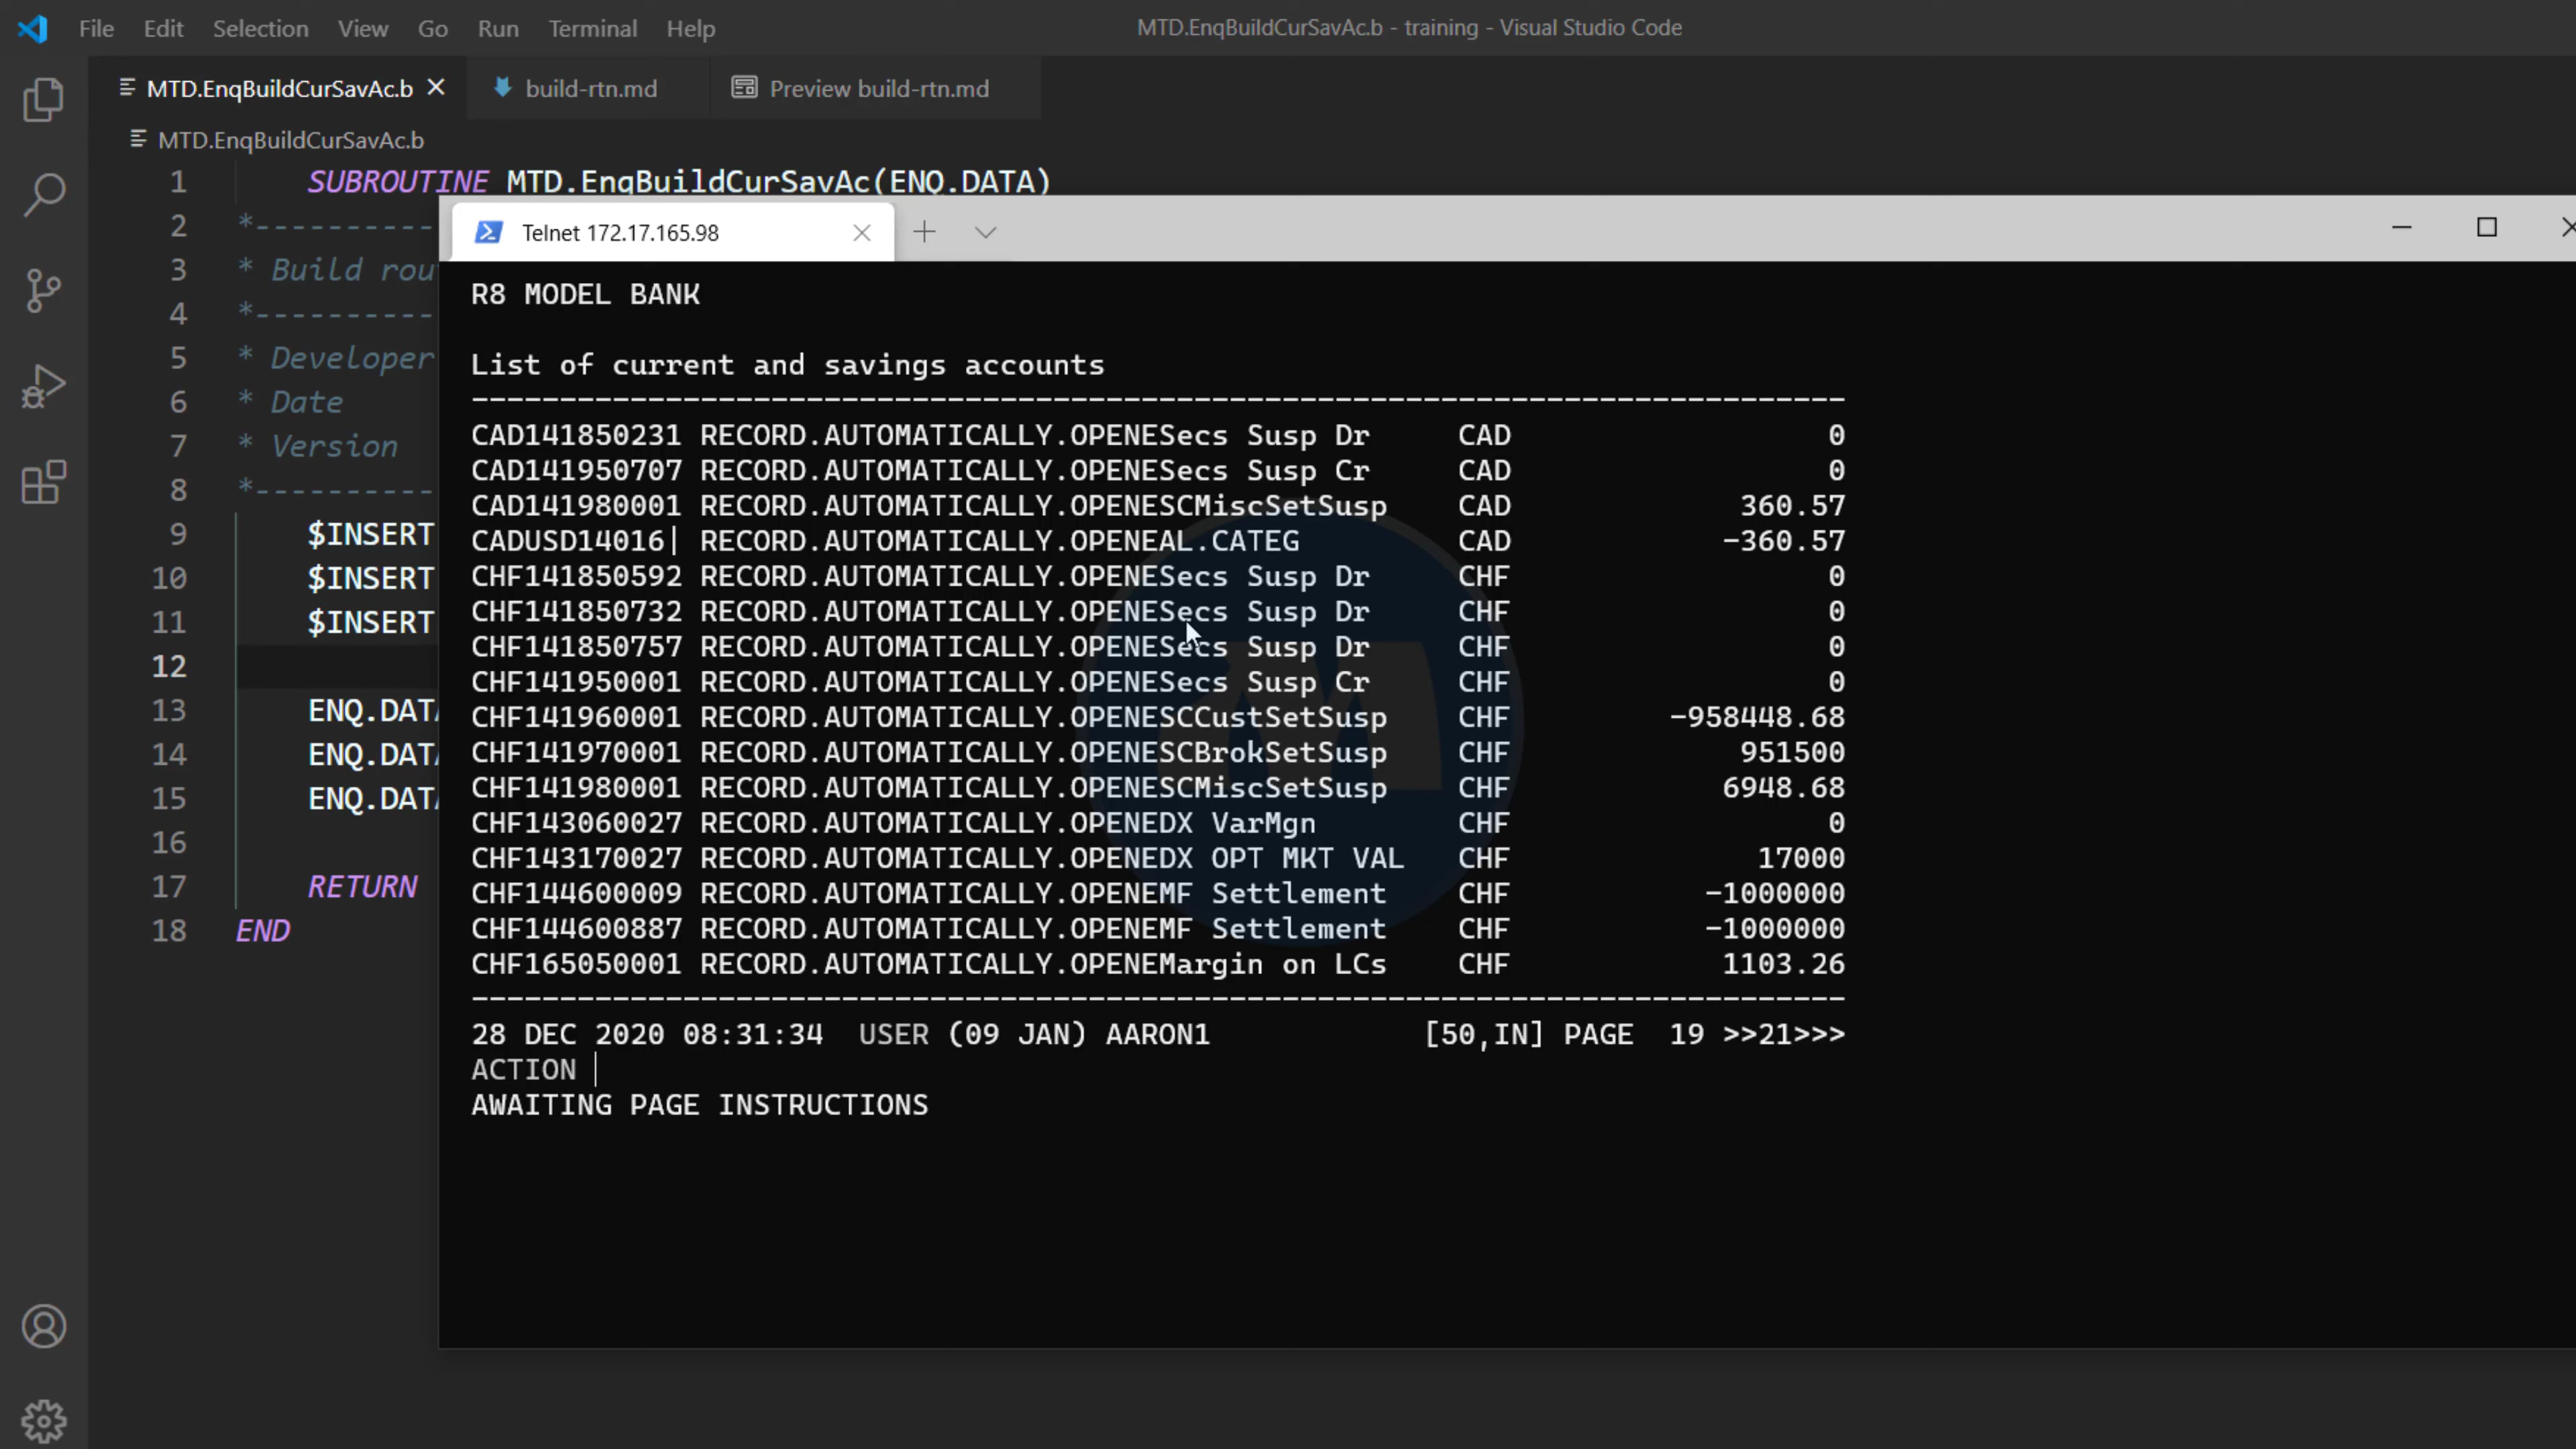 File Edit Selection View Go Run Terminal Help MTD.EnqBuildCurSavAc.b - training - Visual Studio Code
MTD.EnqBuildCurSavAc.b build-rtn.md Preview build-rtn.md
MTD.EnqBuildCurSavAc.b
1 SUBROUTINE MTD.EnqBuildCurSavAc(ENQ.DATA)
2 *----------
3 * Build rou
4 *----------
5 * Developer
6 * Date
7 * Version
8 *----------
9 $INSERT
10 $INSERT
11 $INSERT
12
13 ENQ.DATA
14 ENQ.DATA
15 ENQ.DATA
16
17 RETURN
18 END
Telnet 172.17.165.98
R8 MODEL BANK
List of current and savings accounts
------------------------------------------------------------------------------
CAD141850231 RECORD.AUTOMATICALLY.OPENESecs Susp Dr CAD 0
CAD141950707 RECORD.AUTOMATICALLY.OPENESecs Susp Cr CAD 0
CAD141980001 RECORD.AUTOMATICALLY.OPENESCMiscSetSusp CAD 360.57
CADUSD14016| RECORD.AUTOMATICALLY.OPENEAL.CATEG CAD -360.57
CHF141850592 RECORD.AUTOMATICALLY.OPENESecs Susp Dr CHF 0
CHF141850732 RECORD.AUTOMATICALLY.OPENESecs Susp Dr CHF 0
CHF141850757 RECORD.AUTOMATICALLY.OPENESecs Susp Dr CHF 0
CHF141950001 RECORD.AUTOMATICALLY.OPENESecs Susp Cr CHF 0
CHF141960001 RECORD.AUTOMATICALLY.OPENESCCustSetSusp CHF -958448.68
CHF141970001 RECORD.AUTOMATICALLY.OPENESCBrokSetSusp CHF 951500
CHF141980001 RECORD.AUTOMATICALLY.OPENESCMiscSetSusp CHF 6948.68
CHF143060027 RECORD.AUTOMATICALLY.OPENEDX VarMgn CHF 0
CHF143170027 RECORD.AUTOMATICALLY.OPENEDX OPT MKT VAL CHF 17000
CHF144600009 RECORD.AUTOMATICALLY.OPENEMF Settlement CHF -1000000
CHF144600887 RECORD.AUTOMATICALLY.OPENEMF Settlement CHF -1000000
CHF165050001 RECORD.AUTOMATICALLY.OPENEMargin on LCs CHF 1103.26
------------------------------------------------------------------------------
28 DEC 2020 08:31:34 USER (09 JAN) AARON1 [50,IN] PAGE 19 >>21>>>
ACTION
AWAITING PAGE INSTRUCTIONS